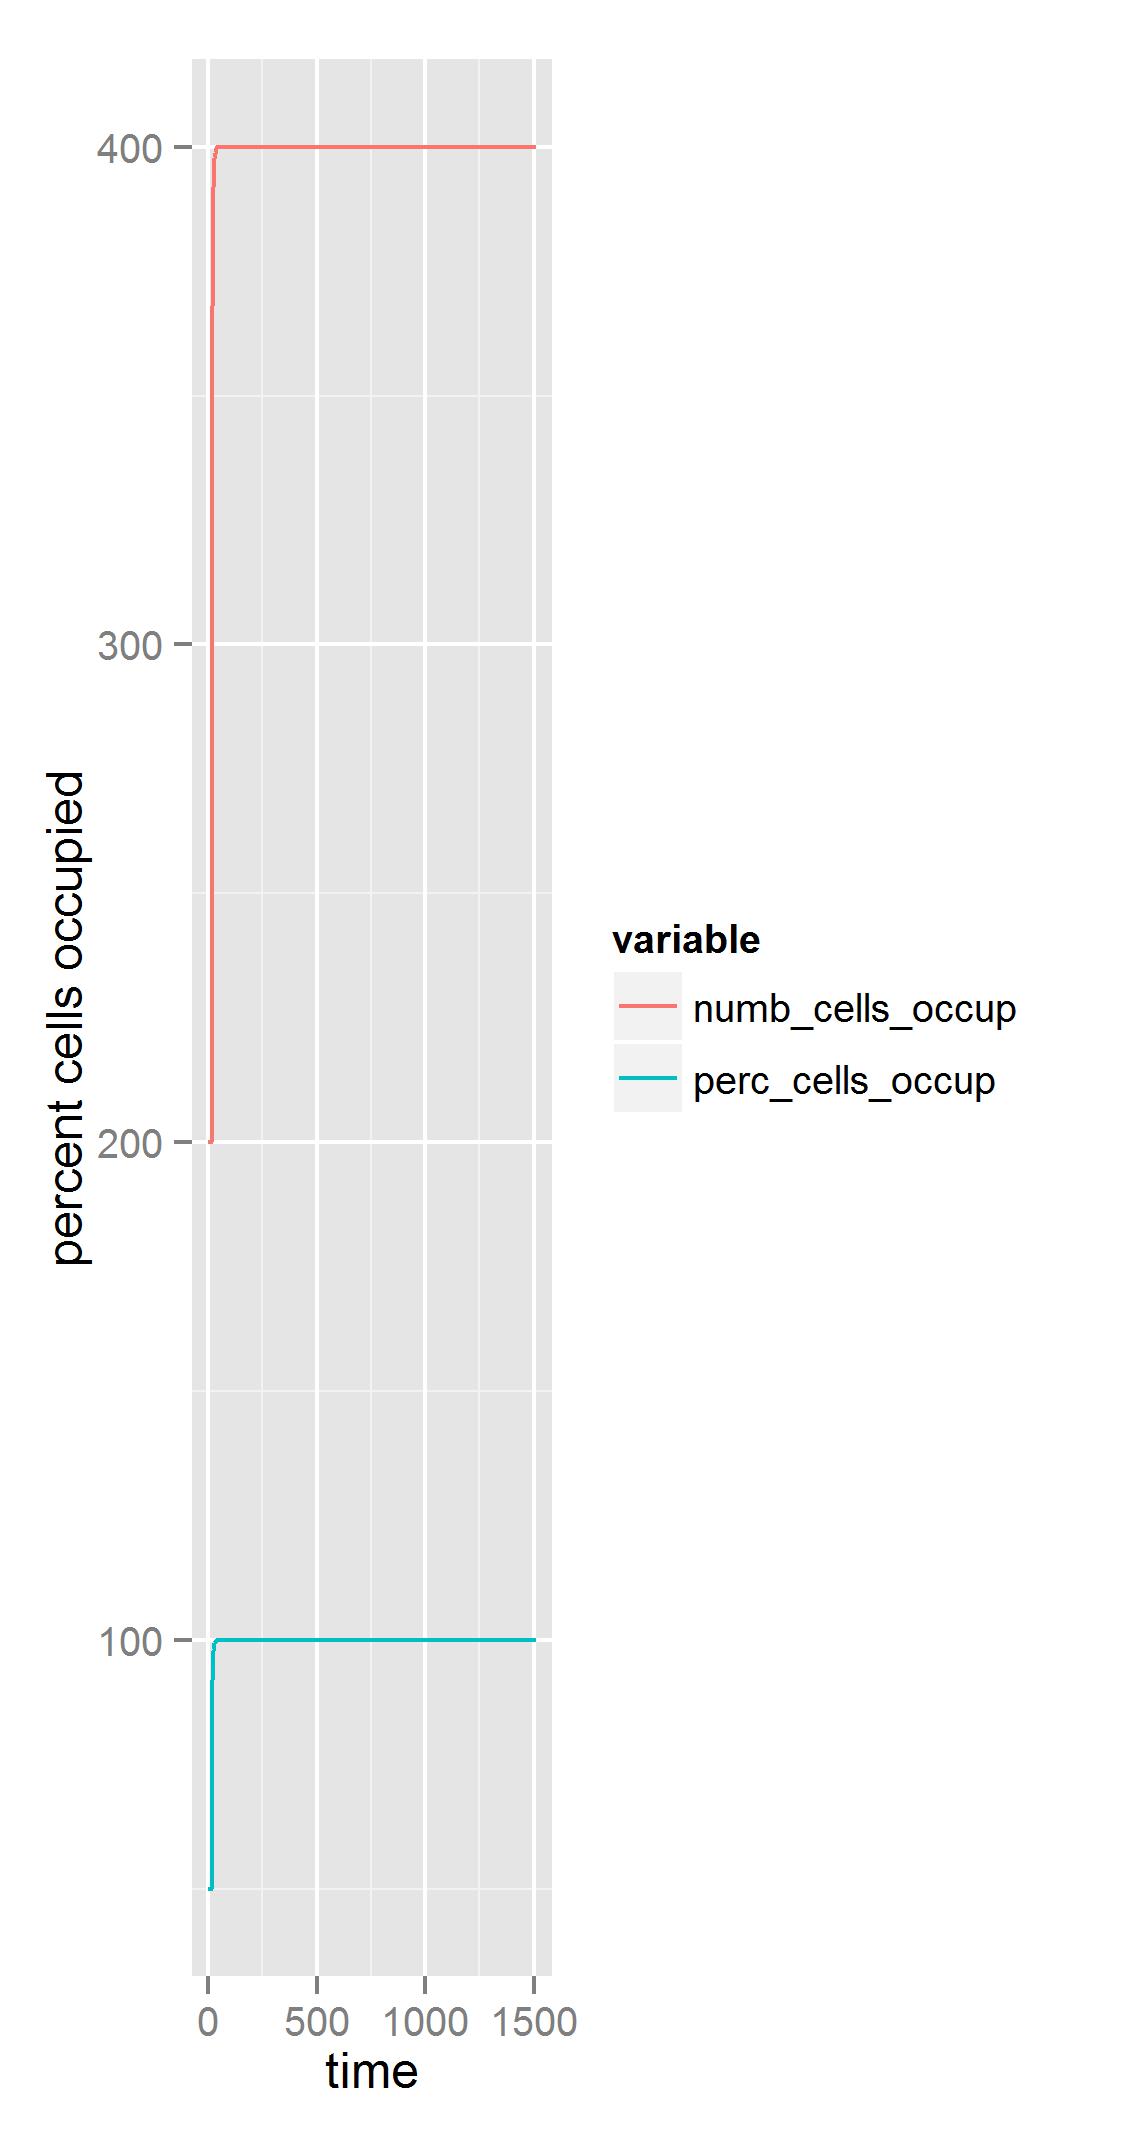 400
300
200
100
percent cells occupied
0 500 1000 1500
time
variable
numb_cells_occup
perc_cells_occup